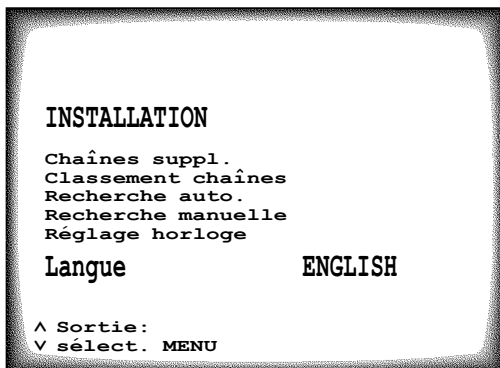 INSTALLATION
Chaînes suppl.
Classement chaînes
Recherche auto.
Recherche manuelle
Réglage horloge
Langue ENGLISH
∧ Sortie:
∨ sélect. MENU